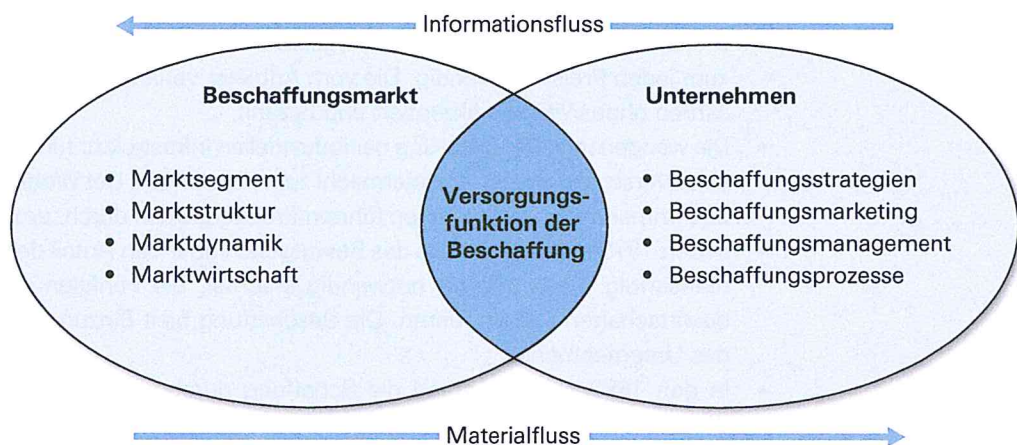 Informationsfluss
Beschaffungsmarkt
• Marktsegment
• Marktstruktur
• Marktdynamik
• Marktwirtschaft
Versorgungs-
funktion der
Beschaffung
Unternehmen
• Beschaffungsstrategien
• Beschaffungsmarketing
• Beschaffungsmanagement
• Beschaffungsprozesse
Materialfluss